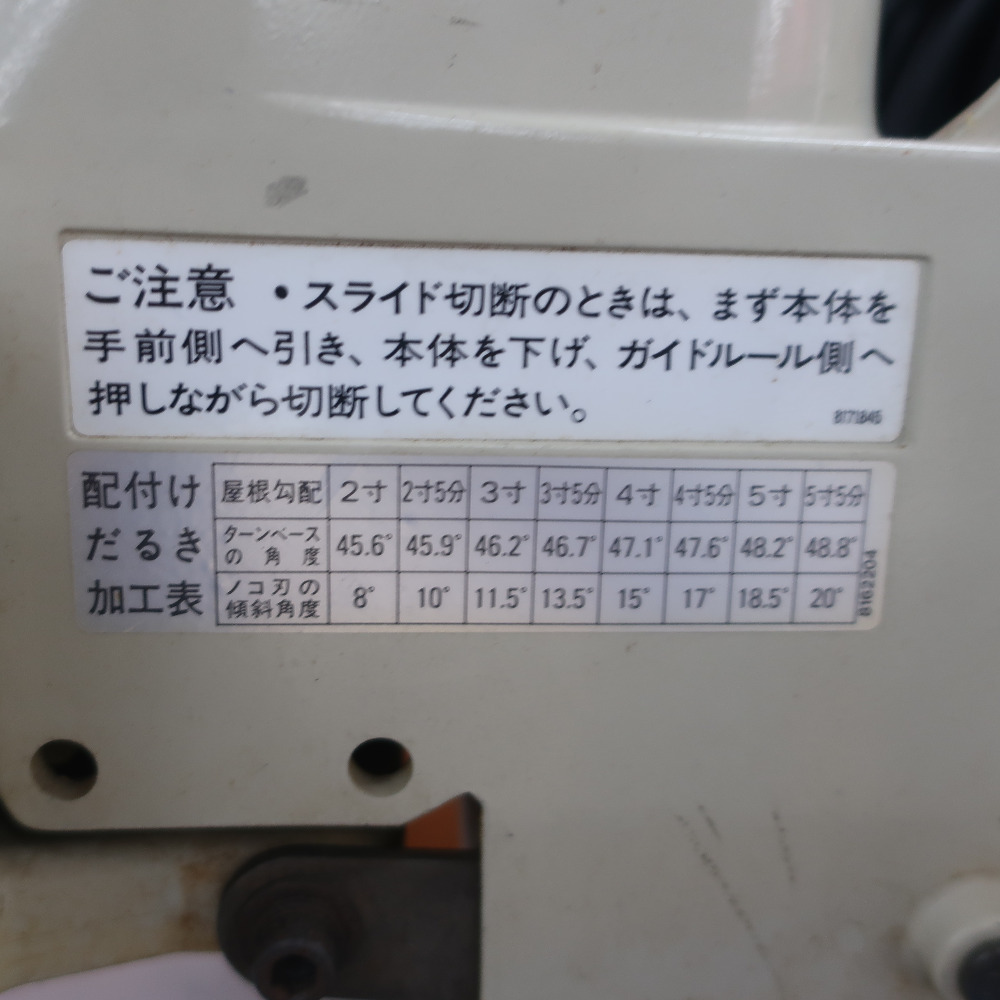 ご注意 ・スライド切断のときは、まず本体を
手前側へ引き、本体を下げ、ガイドルール側へ
押しながら切断してください。
8171845
配付け
だるき
加工表
屋根勾配 2寸 2寸5分 3寸 3寸5分 4寸 4寸5分 5寸 5寸5分
ターンベース
の角度 45.6° 45.9° 46.2° 46.7° 47.1° 47.6° 48.2° 48.8°
ノコ刃の
傾斜角度 8° 10° 11.5° 13.5° 15° 17° 18.5° 20°
8163204